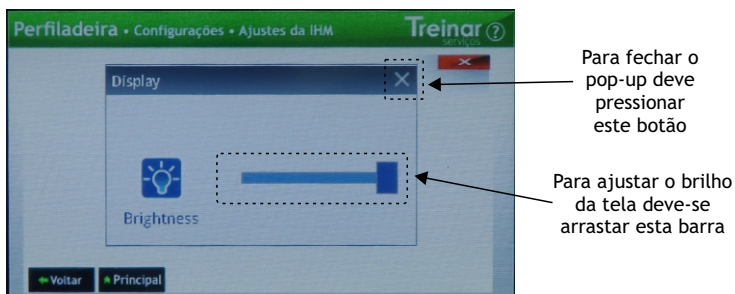 Perfiladeira • Configurações • Ajustes da IHM
Treinar ?
serviços
Display
Brightness
Voltar
Principal
Para fechar o
pop-up deve
pressionar
este botão
Para ajustar o brilho
da tela deve-se
arrastar esta barra